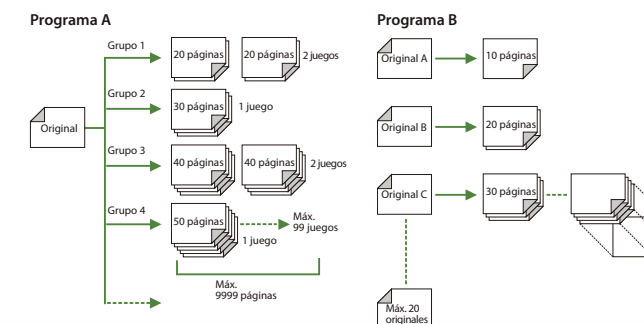 Programa A
Grupo 1
20 páginas
20 páginas
2 juegos
Grupo 2
30 páginas
1 juego
Original
Grupo 3
40 páginas
40 páginas
2 juegos
Grupo 4
50 páginas
1 juego
Máx.
99 juegos
Máx.
9999 páginas
Programa B
Original A
10 páginas
Original B
20 páginas
Original C
30 páginas
Máx. 20
originales